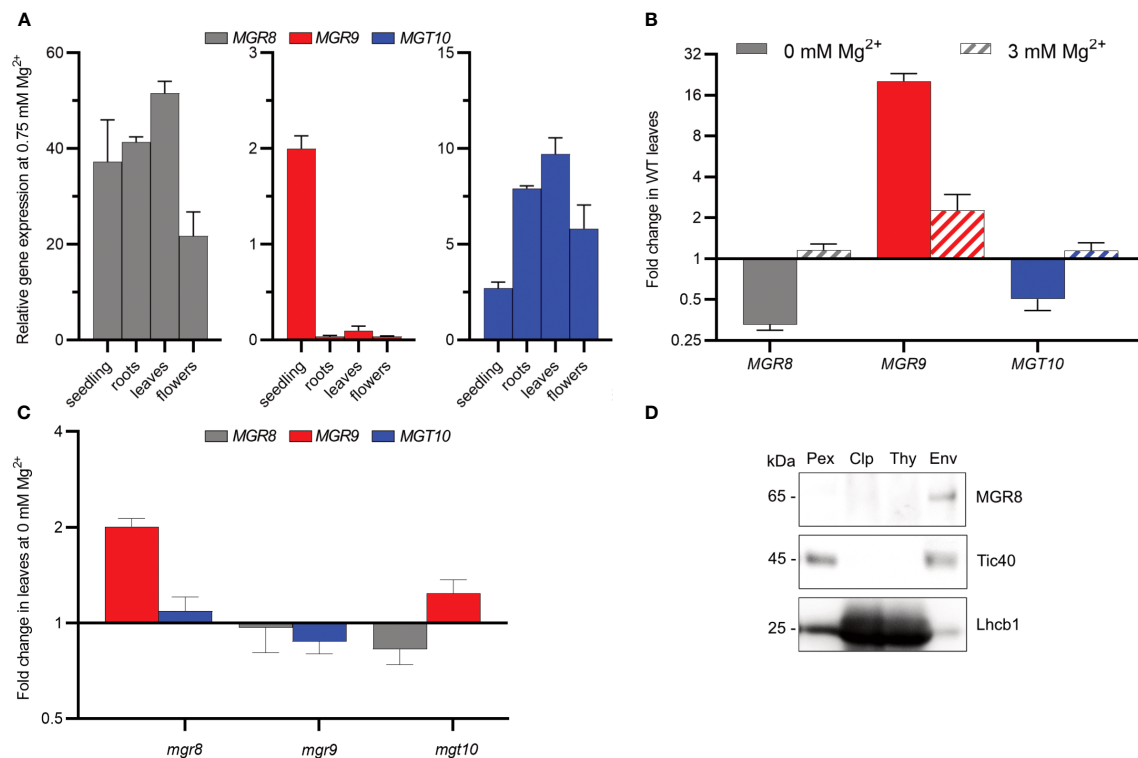 A
MGR8 MGR9 MGT10
Relative gene expression at 0.75 mM Mg2+
60
40
20
0
seedling
roots
leaves
flowers
3
2
1
0
seedling
roots
leaves
flowers
15
10
5
0
seedling
roots
leaves
flowers
B
0 mM Mg2+ 3 mM Mg2+
Fold change in WT leaves
32
16
8
4
2
1
0.5
0.25
MGR8 MGR9 MGT10
C
MGR8 MGR9 MGT10
Fold change in leaves at 0 mM Mg2+
4
2
1
0.5
mgr8 mgr9 mgt10
D
kDa Pex Clp Thy Env
65 - MGR8
45 - Tic40
25 - Lhcb1